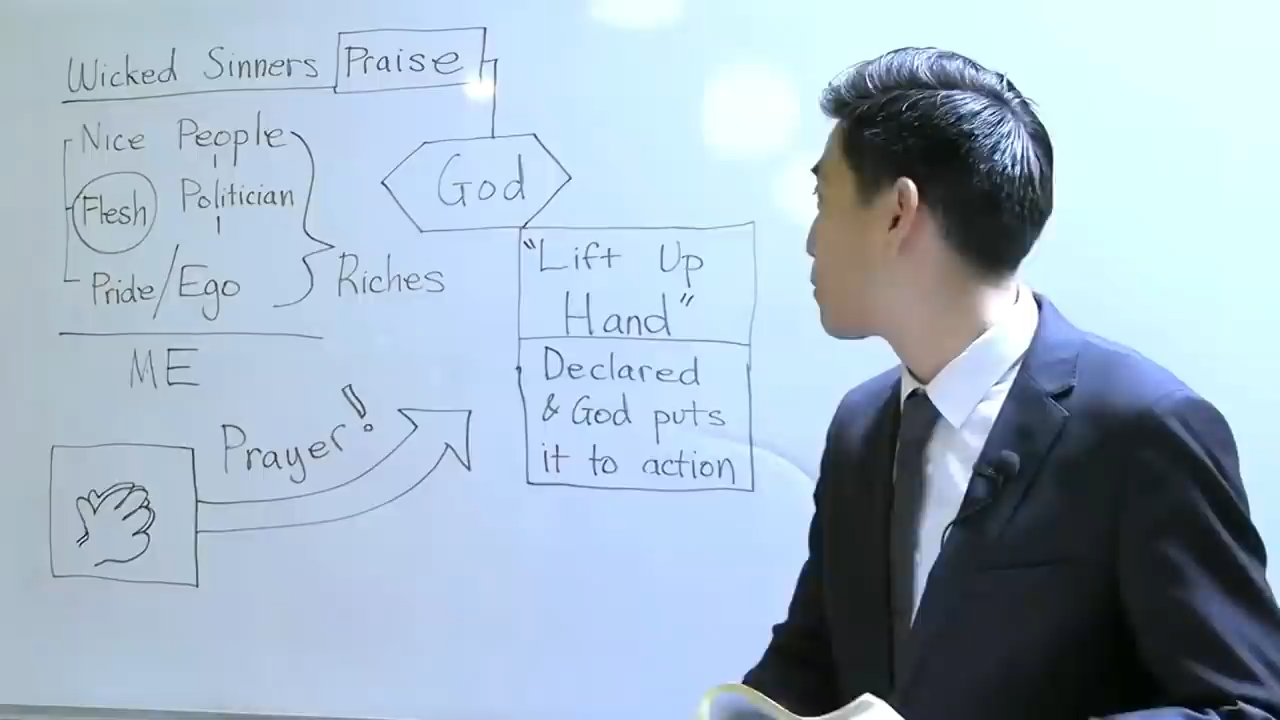 Wicked Sinners Praise
Nice People
Flesh
Politician
Pride/Ego
Riches
ME
Prayer!
God
"Lift Up
Hand"
Declared
& God puts
it to action